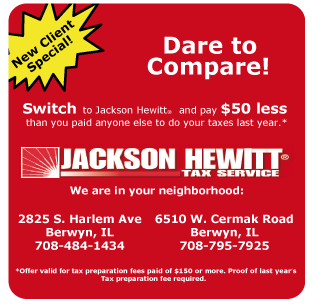 New Client
Special!
Dare to
Compare!
Switch to Jackson Hewitt® and pay $50 less
than you paid anyone else to do your taxes last year.*
JACKSON HEWITT®
TAX SERVICE
We are in your neighborhood:
2825 S. Harlem Ave 6510 W. Cermak Road
Berwyn, IL Berwyn, IL
708-484-1434 708-795-7925
*Offer valid for tax preparation fees paid of $150 or more. Proof of last year's
Tax preparation fee required.